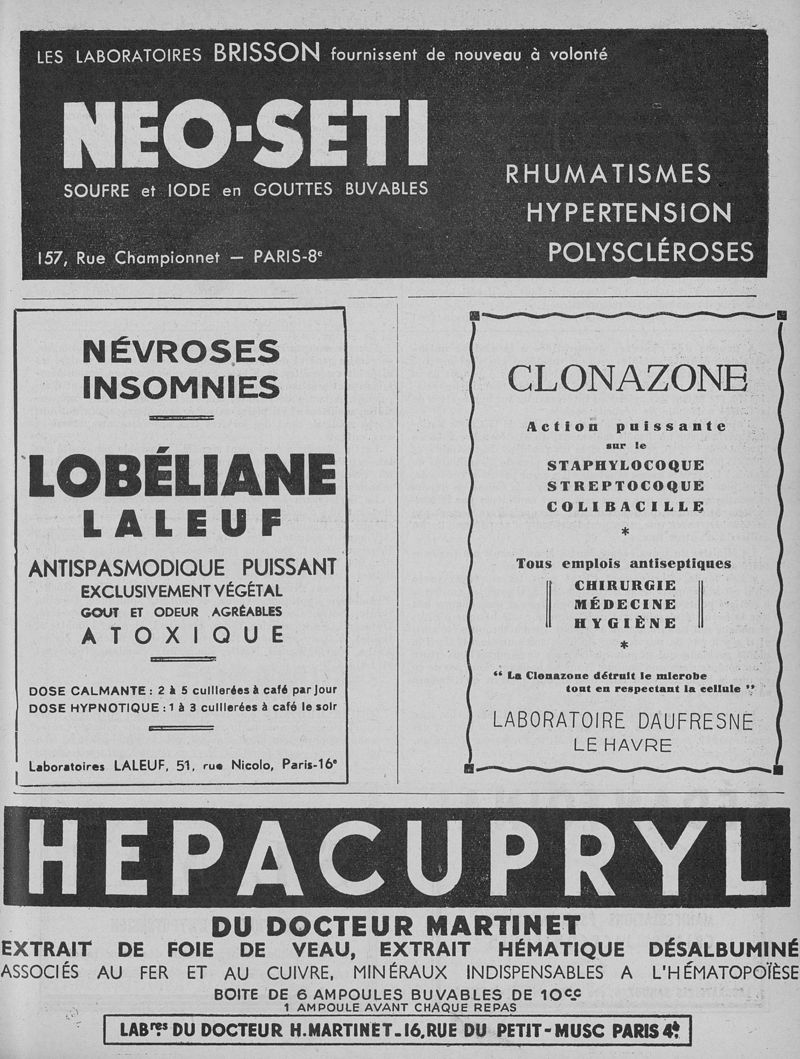 LES LABORATOIRES BRISSON fournissent de nouveau à volonté
NEO-SETI
SOUFRE et IODE en GOUTTES BUVABLES
RHUMATISMES
HYPERTENSION
POLYSCLÉROSES
157, Rue Championnet — PARIS-8e
NÉVROSES
INSOMNIES
LOBÉLIANE
LALEUF
ANTISPASMODIQUE PUISSANT
EXCLUSIVEMENT VÉGÉTAL
GOUT ET ODEUR AGRÉABLES
ATOXIQUE
DOSE CALMANTE : 2 à 5 cuillerées à café par jour
DOSE HYPNOTIQUE : 1 à 3 cuillerées à café le soir
Laboratoires LALEUF, 51, rue Nicolo, Paris-16e
CLONAZONE
Action puissante
sur le
STAPHYLOCOQUE
STREPTOCOQUE
COLIBACILLE
*
Tous emplois antiseptiques
CHIRURGIE
MÉDECINE
HYGIÈNE
*
“ La Clonazone détruit le microbe
tout en respectant la cellule ”
LABORATOIRE DAUFRESNE
LE HAVRE
HEPACUPRYL
DU DOCTEUR MARTINET
EXTRAIT DE FOIE DE VEAU, EXTRAIT HÉMATIQUE DÉSALBUMINÉ
ASSOCIÉS AU FER ET AU CUIVRE, MINÉRAUX INDISPENSABLES A L'HÉMATOPOÏÈSE
BOITE DE 6 AMPOULES BUVABLES DE 10cc
1 AMPOULE AVANT CHAQUE REPAS
LABres DU DOCTEUR H. MARTINET_16, RUE DU PETIT-MUSC PARIS 4e